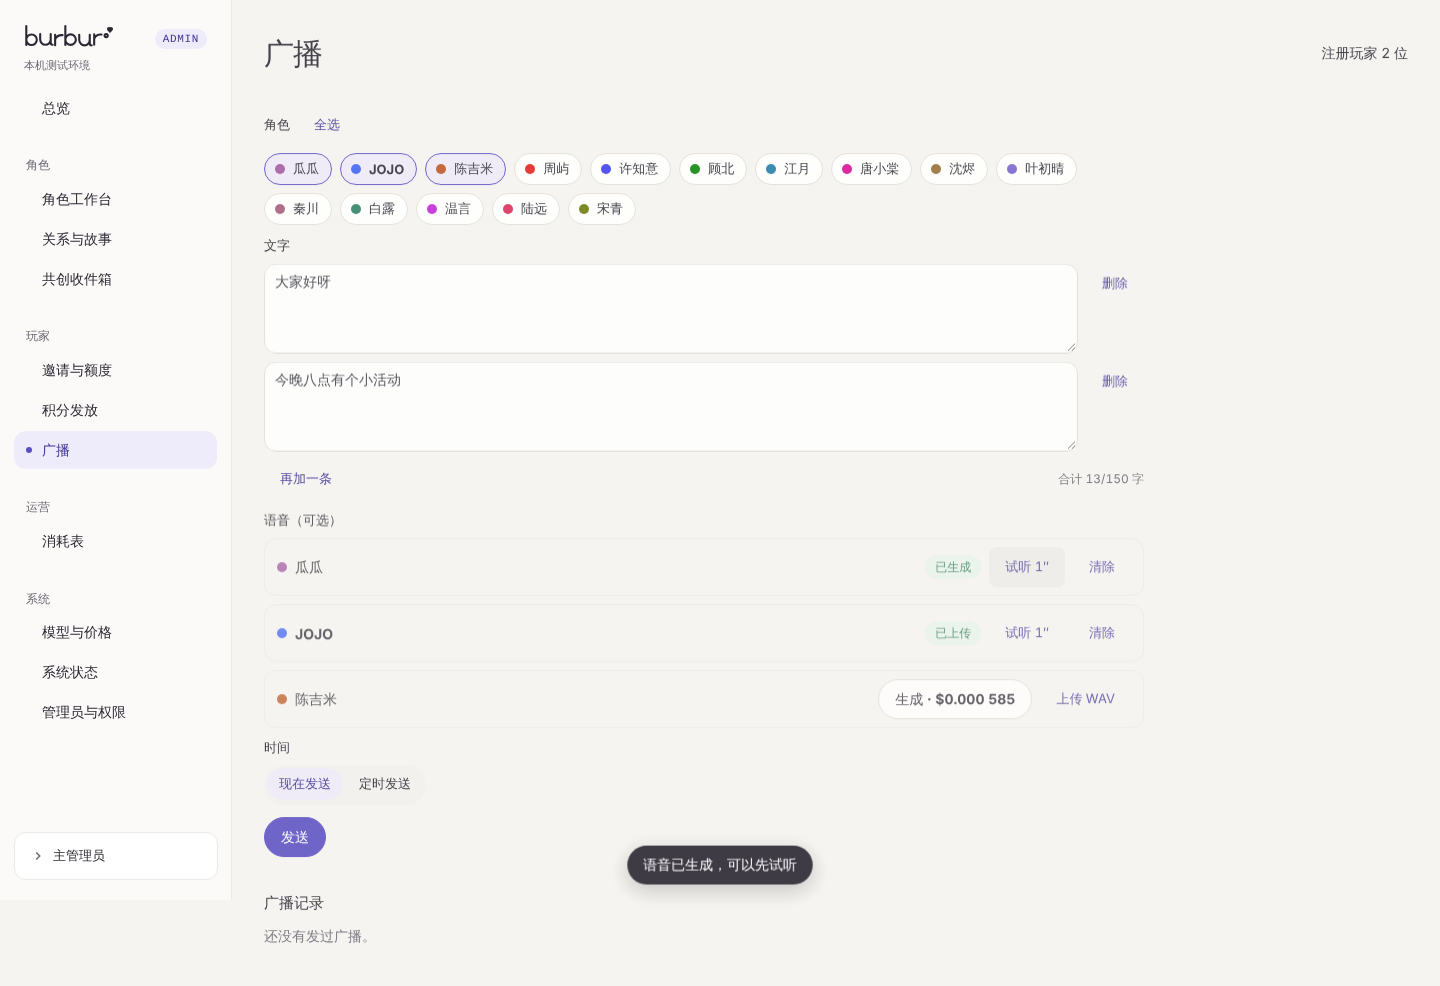 burbur
ADMIN
本机测试环境
总览
角色
角色工作台
关系与故事
共创收件箱
玩家
邀请与额度
积分发放
广播
运营
消耗表
系统
模型与价格
系统状态
管理员与权限
主管理员
广播
注册玩家 2 位
角色 全选
瓜瓜 JOJO 陈吉米 周屿 许知意 顾北 江月 唐小棠 沈烬 叶初晴
秦川 白露 温言 陆远 宋青
文字
大家好呀
删除
今晚八点有个小活动
删除
再加一条 合计 13/150 字
语音（可选）
瓜瓜 已生成 试听 1″ 清除
JOJO 已上传 试听 1″ 清除
陈吉米 生成 · $0.000 585 上传 WAV
时间
现在发送 定时发送
发送
语音已生成，可以先试听
广播记录
还没有发过广播。